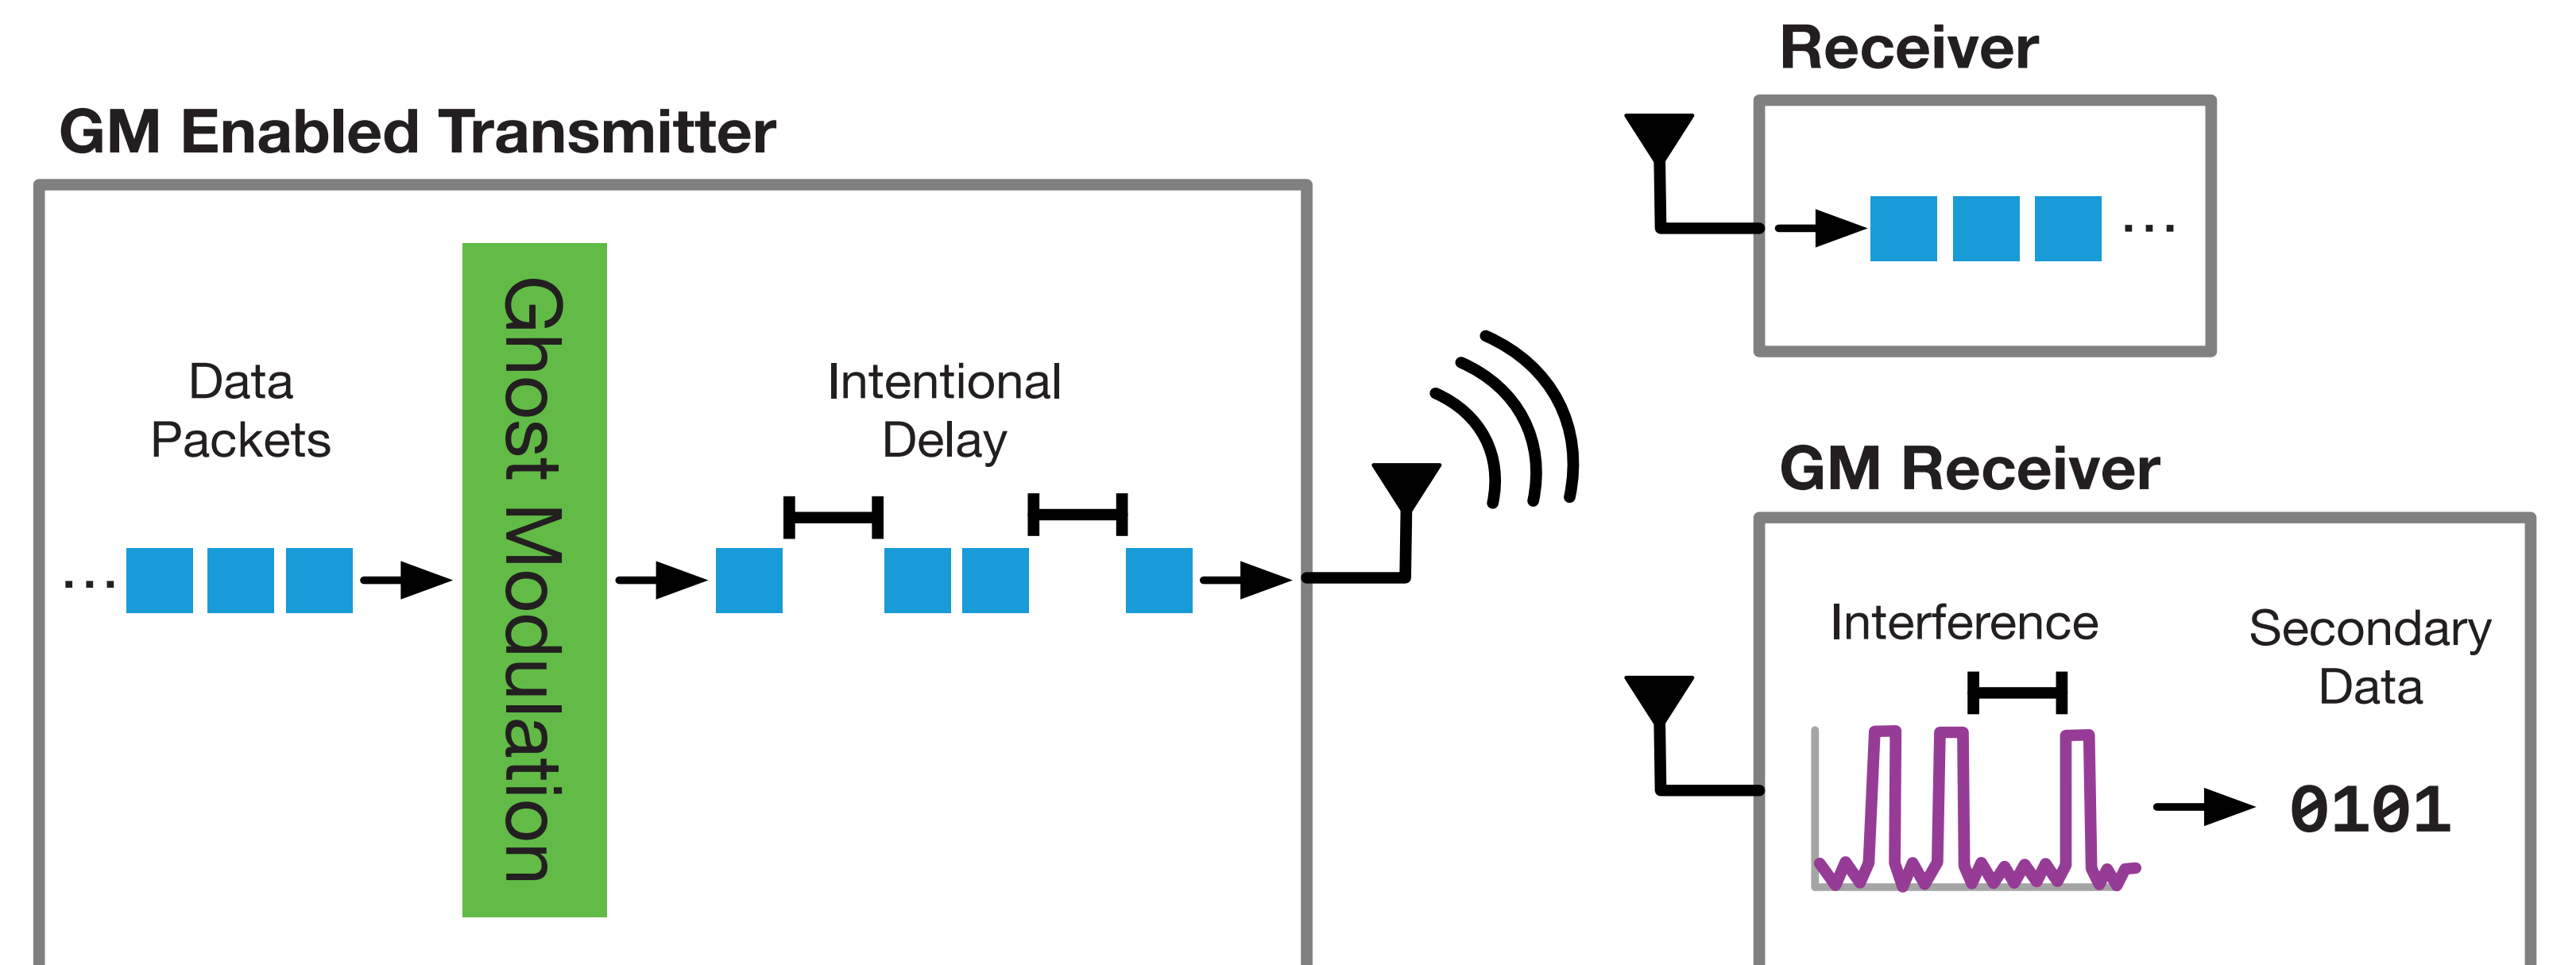 GM Enabled Transmitter
Data
Packets
...
Ghost Modulation
Intentional
Delay
Receiver
...
GM Receiver
Interference
Secondary
Data
0101